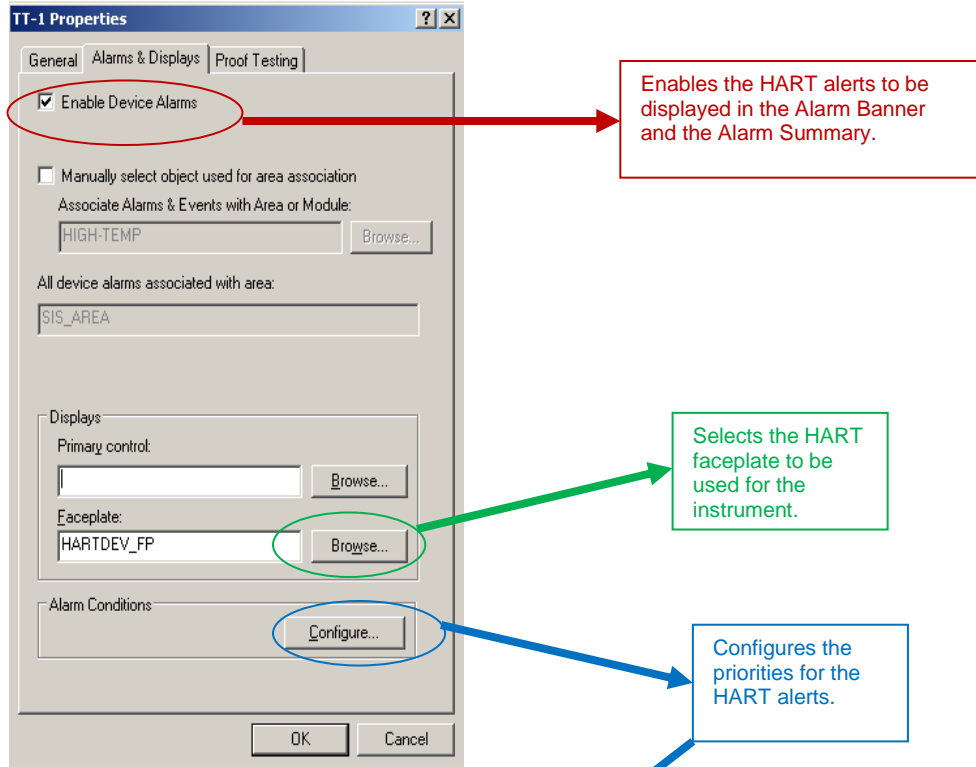 TT-1 Properties
? X
General Alarms & Displays Proof Testing
Enable Device Alarms
Enables the HART alerts to be
displayed in the Alarm Banner
and the Alarm Summary.
Manually select object used for area association
Associate Alarms & Events with Area or Module:
HIGH-TEMP Browse...
All device alarms associated with area:
SIS_AREA
Displays
Primary control:
Browse...
Faceplate:
HARTDEV_FP Browse...
Selects the HART
faceplate to be
used for the
instrument.
Alarm Conditions
Configure...
Configures the
priorities for the
HART alerts.
OK Cancel